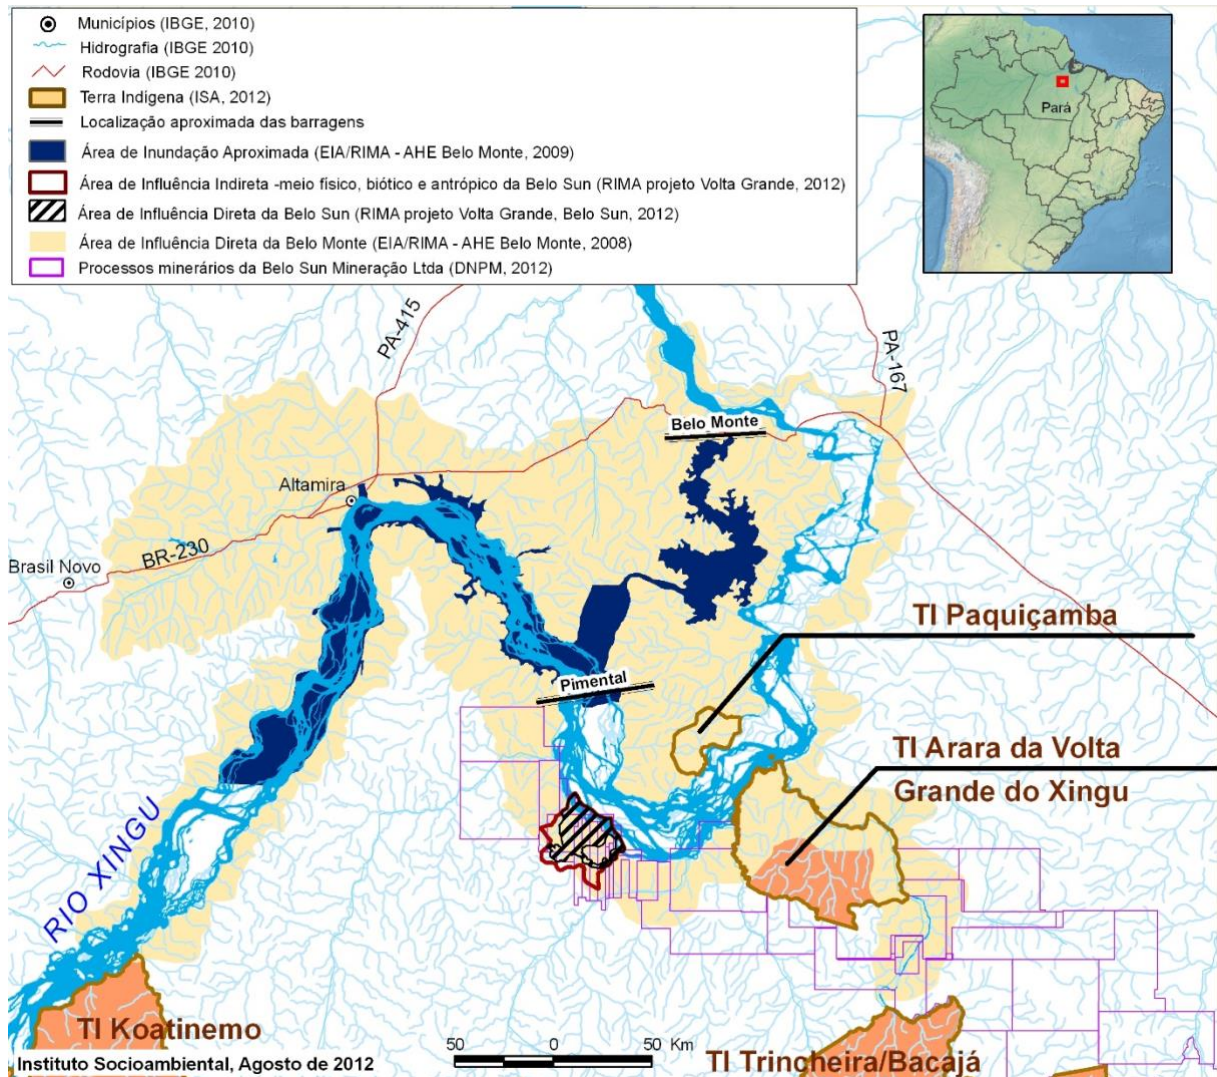 Municípios (IBGE, 2010)
Hidrografia (IBGE 2010)
Rodovia (IBGE 2010)
Terra Indígena (ISA, 2012)
Localização aproximada das barragens
Área de Inundação Aproximada (EIA/RIMA - AHE Belo Monte, 2009)
Área de Influência Indireta -meio físico, biótico e antrópico da Belo Sun (RIMA projeto Volta Grande, 2012)
Área de Influência Direta da Belo Sun (RIMA projeto Volta Grande, Belo Sun, 2012)
Área de Influência Direta da Belo Monte (EIA/RIMA - AHE Belo Monte, 2008)
Processos minerários da Belo Sun Mineração Ltda (DNPM, 2012)
Pará
PA-415
PA-167
Belo Monte
Altamira
BR-230
Brasil Novo
TI Paquiçamba
Pimental
TI Arara da Volta
Grande do Xingu
RIO XINGU
TI Koatinemo
TI Trincheira/Bacajá
50 0 50 Km
Instituto Socioambiental, Agosto de 2012